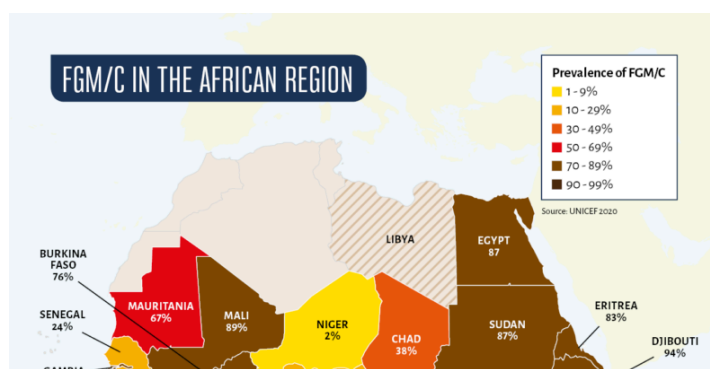 FGM/C IN THE AFRICAN REGION
Prevalence of FGM/C
1 - 9%
10 - 29%
30 - 49%
50 - 69%
70 - 89%
90 - 99%
Source: UNICEF 2020
LIBYA
EGYPT
87
BURKINA
FASO
76%
MAURITANIA
67%
MALI
89%
NIGER
2%
CHAD
38%
SUDAN
87%
ERITREA
83%
SENEGAL
24%
DJIBOUTI
94%